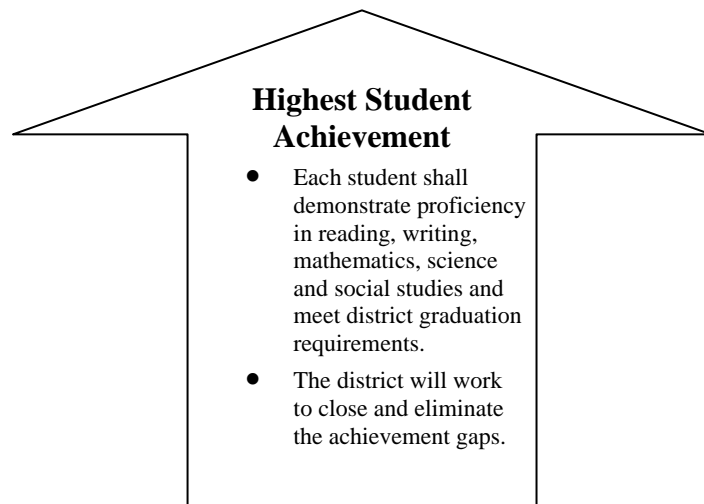 Highest Student
Achievement
● Each student shall
demonstrate proficiency
in reading, writing,
mathematics, science
and social studies and
meet district graduation
requirements.
● The district will work
to close and eliminate
the achievement gaps.